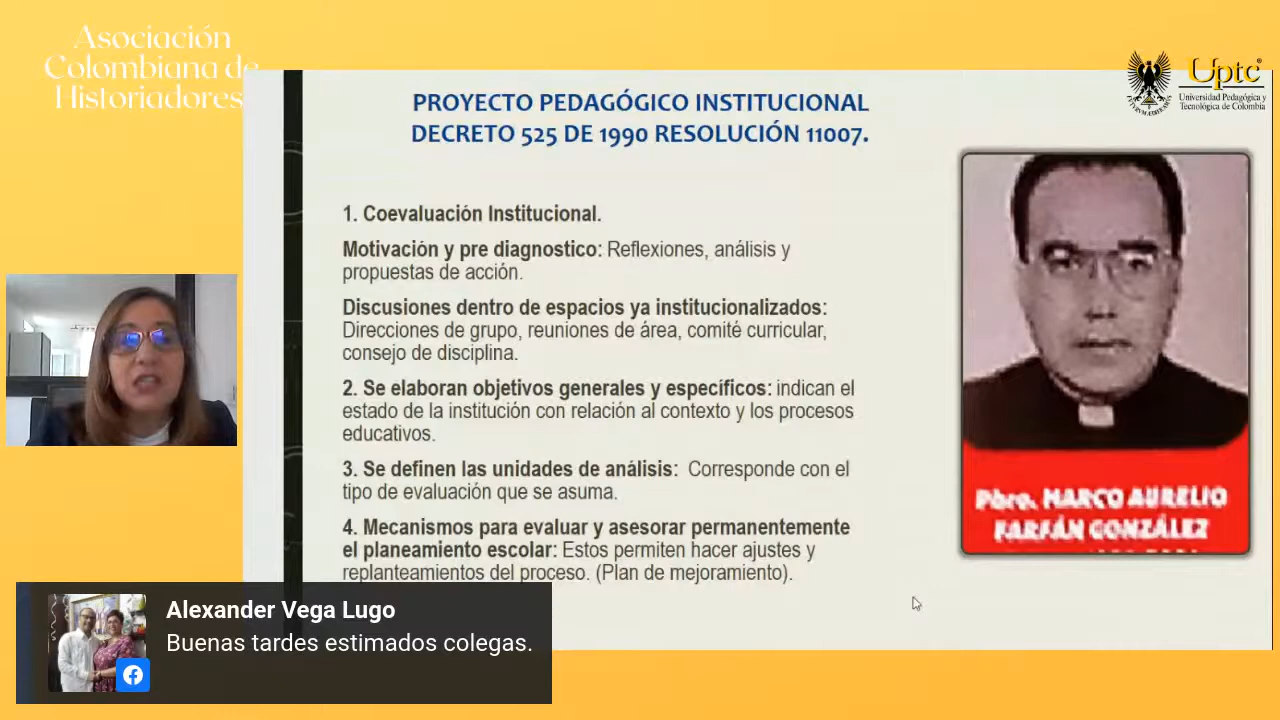 Asociación
Colombiana de
Historiadores
Uptc
Universidad Pedagógica y
Tecnológica de Colombia
PROYECTO PEDAGÓGICO INSTITUCIONAL
DECRETO 525 DE 1990 RESOLUCIÓN 11007.
1. Coevaluación Institucional.
Motivación y pre diagnostico: Reflexiones, análisis y
propuestas de acción.
Discusiones dentro de espacios ya institucionalizados:
Direcciones de grupo, reuniones de área, comité curricular,
consejo de disciplina.
2. Se elaboran objetivos generales y específicos: indican el
estado de la institución con relación al contexto y los procesos
educativos.
3. Se definen las unidades de análisis: Corresponde con el
tipo de evaluación que se asuma.
4. Mecanismos para evaluar y asesorar permanentemente
el planeamiento escolar: Estos permiten hacer ajustes y
replanteamientos del proceso. (Plan de mejoramiento).
Pbro. MARCO AURELIO
FARFÁN GONZÁLEZ
Alexander Vega Lugo
Buenas tardes estimados colegas.